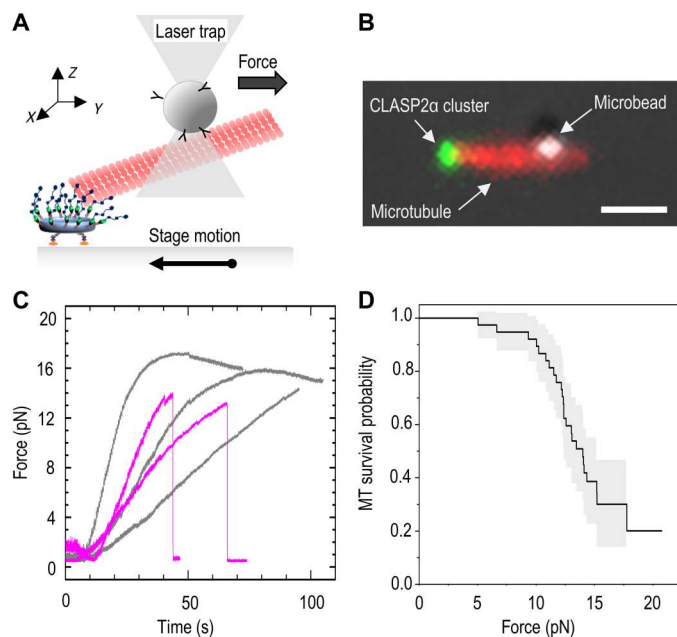 A
Laser trap
Force
Z
Y
X
Stage motion
B
CLASP2α cluster
Microbead
Microtubule
C
20
16
12
8
4
0
Force (pN)
0
50
100
Time (s)
D
1.0
0.8
0.6
0.4
0.2
0.0
MT survival probability
0
5
10
15
20
Force (pN)